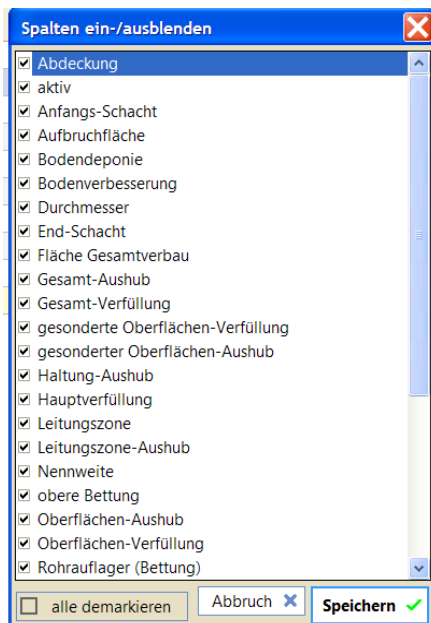 Spalten ein-/ausblenden
Abdeckung
aktiv
Anfangs-Schacht
Aufbruchfläche
Bodendeponie
Bodenverbesserung
Durchmesser
End-Schacht
Fläche Gesamtverbau
Gesamt-Aushub
Gesamt-Verfüllung
gesonderte Oberflächen-Verfüllung
gesonderter Oberflächen-Aushub
Haltung-Aushub
Hauptverfüllung
Leitungszone
Leitungszone-Aushub
Nennweite
obere Bettung
Oberflächen-Aushub
Oberflächen-Verfüllung
Rohrauflager (Bettung)
alle demarkieren Abbruch Speichern